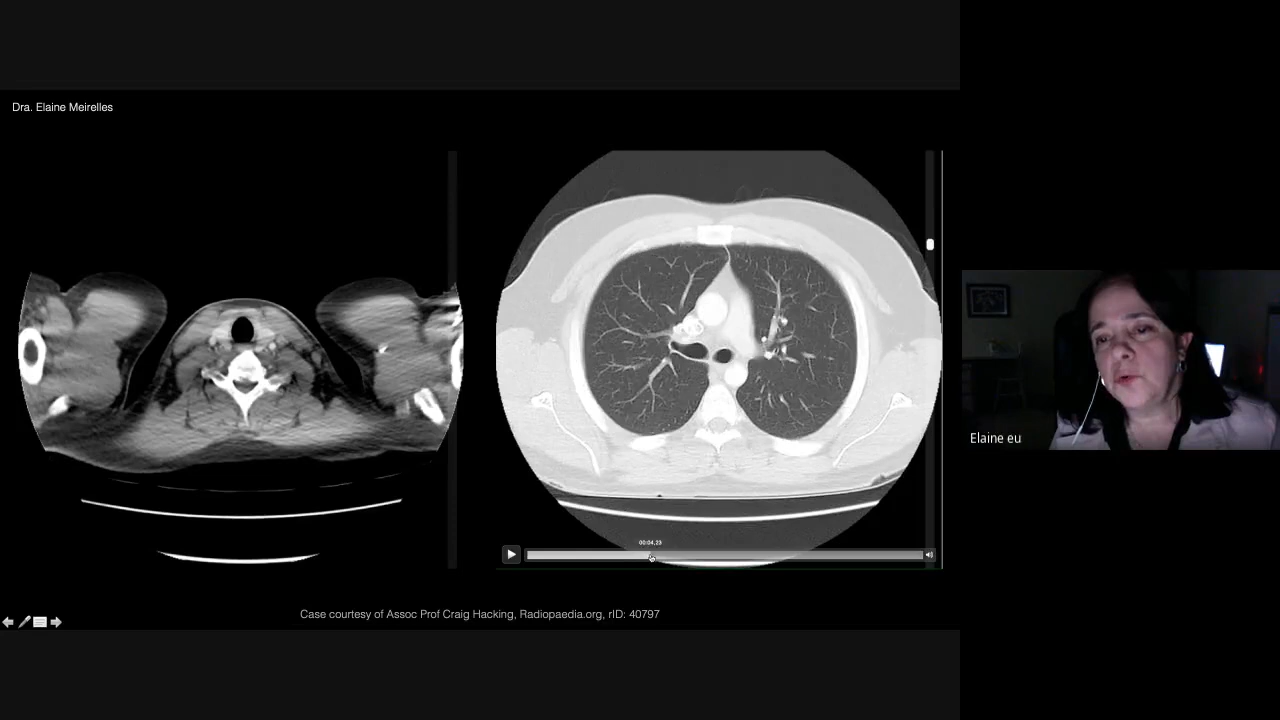 Dra. Elaine Meirelles
00:04,23
Case courtesy of Assoc Prof Craig Hacking, Radiopaedia.org, rID: 40797
Elaine eu